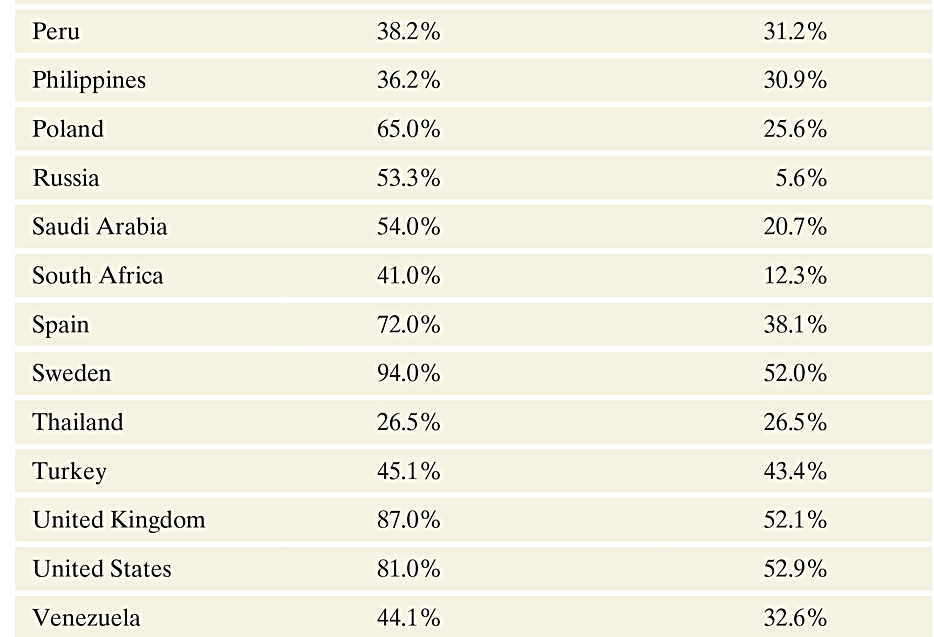 Peru 38.2% 31.2%
Philippines 36.2% 30.9%
Poland 65.0% 25.6%
Russia 53.3% 5.6%
Saudi Arabia 54.0% 20.7%
South Africa 41.0% 12.3%
Spain 72.0% 38.1%
Sweden 94.0% 52.0%
Thailand 26.5% 26.5%
Turkey 45.1% 43.4%
United Kingdom 87.0% 52.1%
United States 81.0% 52.9%
Venezuela 44.1% 32.6%